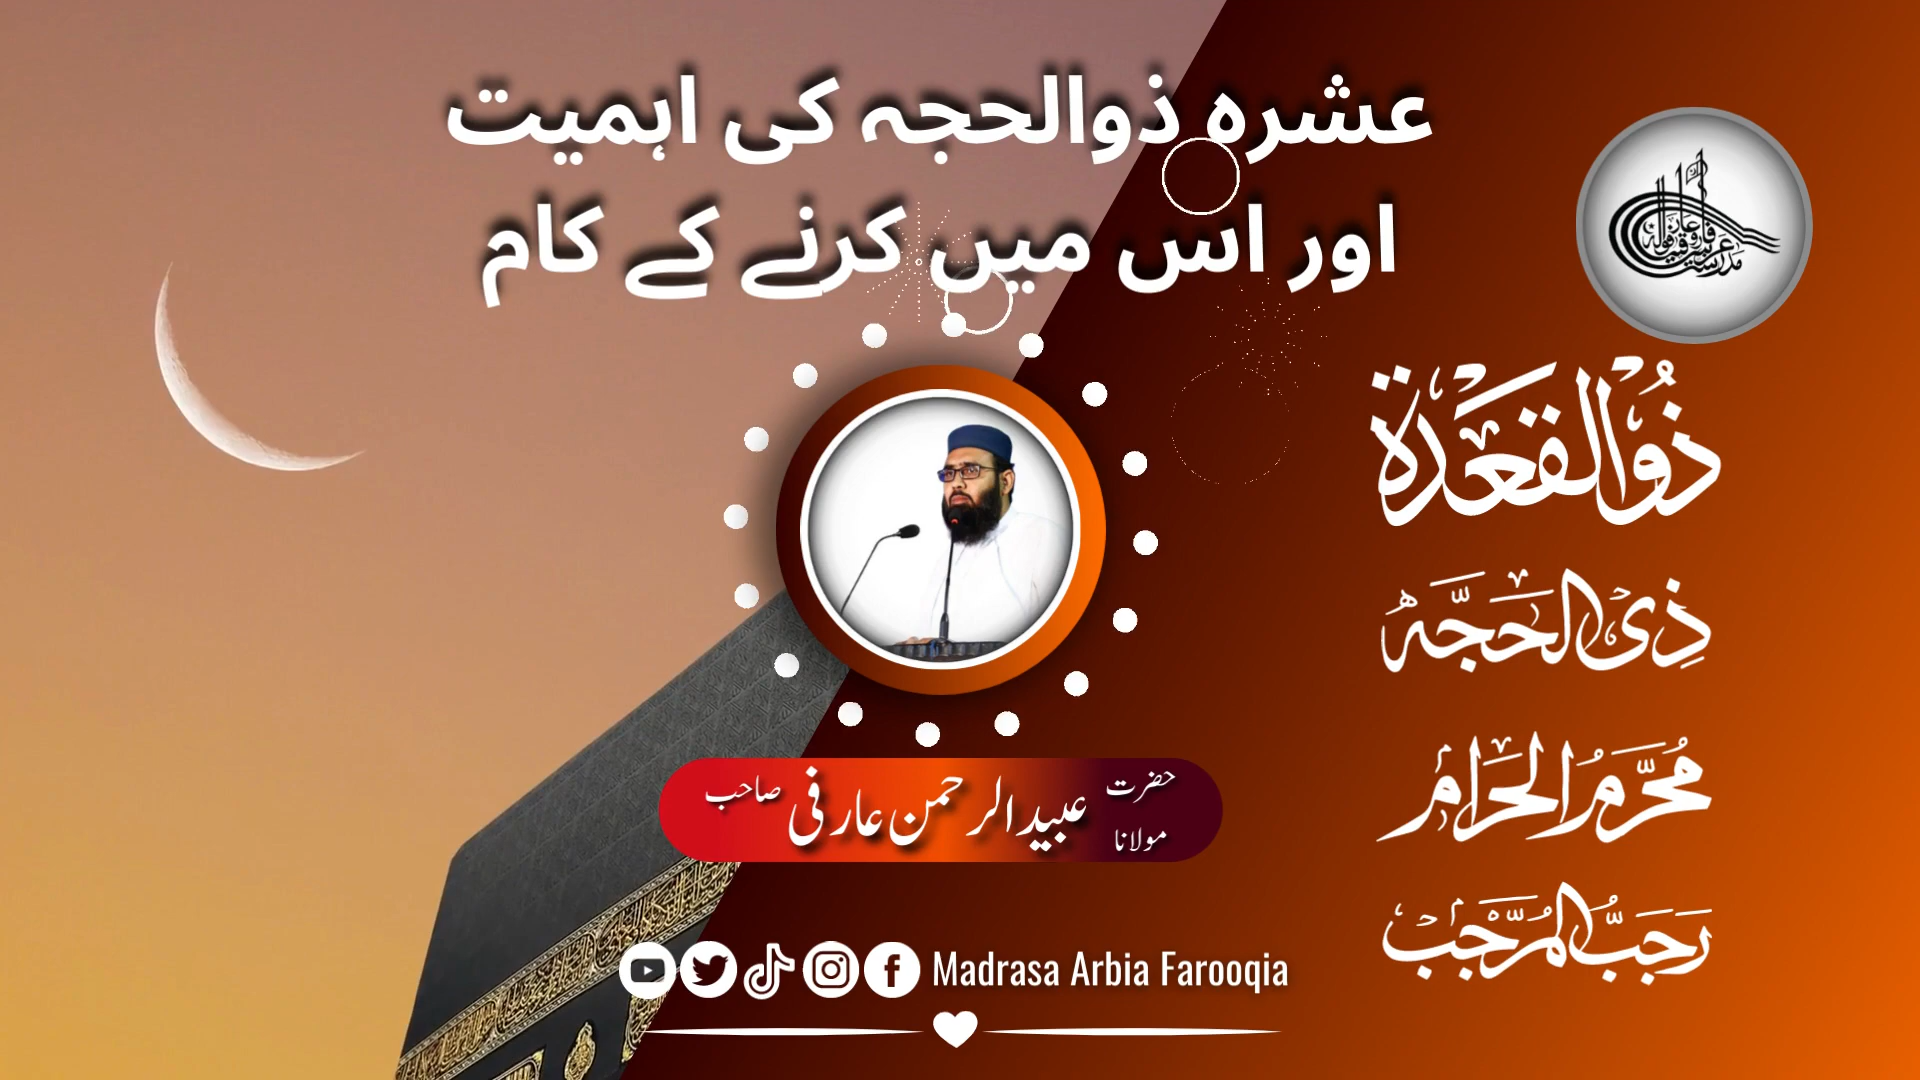 عشرہ ذوالحجہ کی اہمیت
اور اس میں کرنے کے کام
ذُوالقَعدَة
ذِی الحَجَّہ
مُحَرَّمُ الحَرَام
رَجَبُ المُرَجَّب
حضرت مولانا عبید الرحمن عارفی صاحب
Madrasa Arbia Farooqia